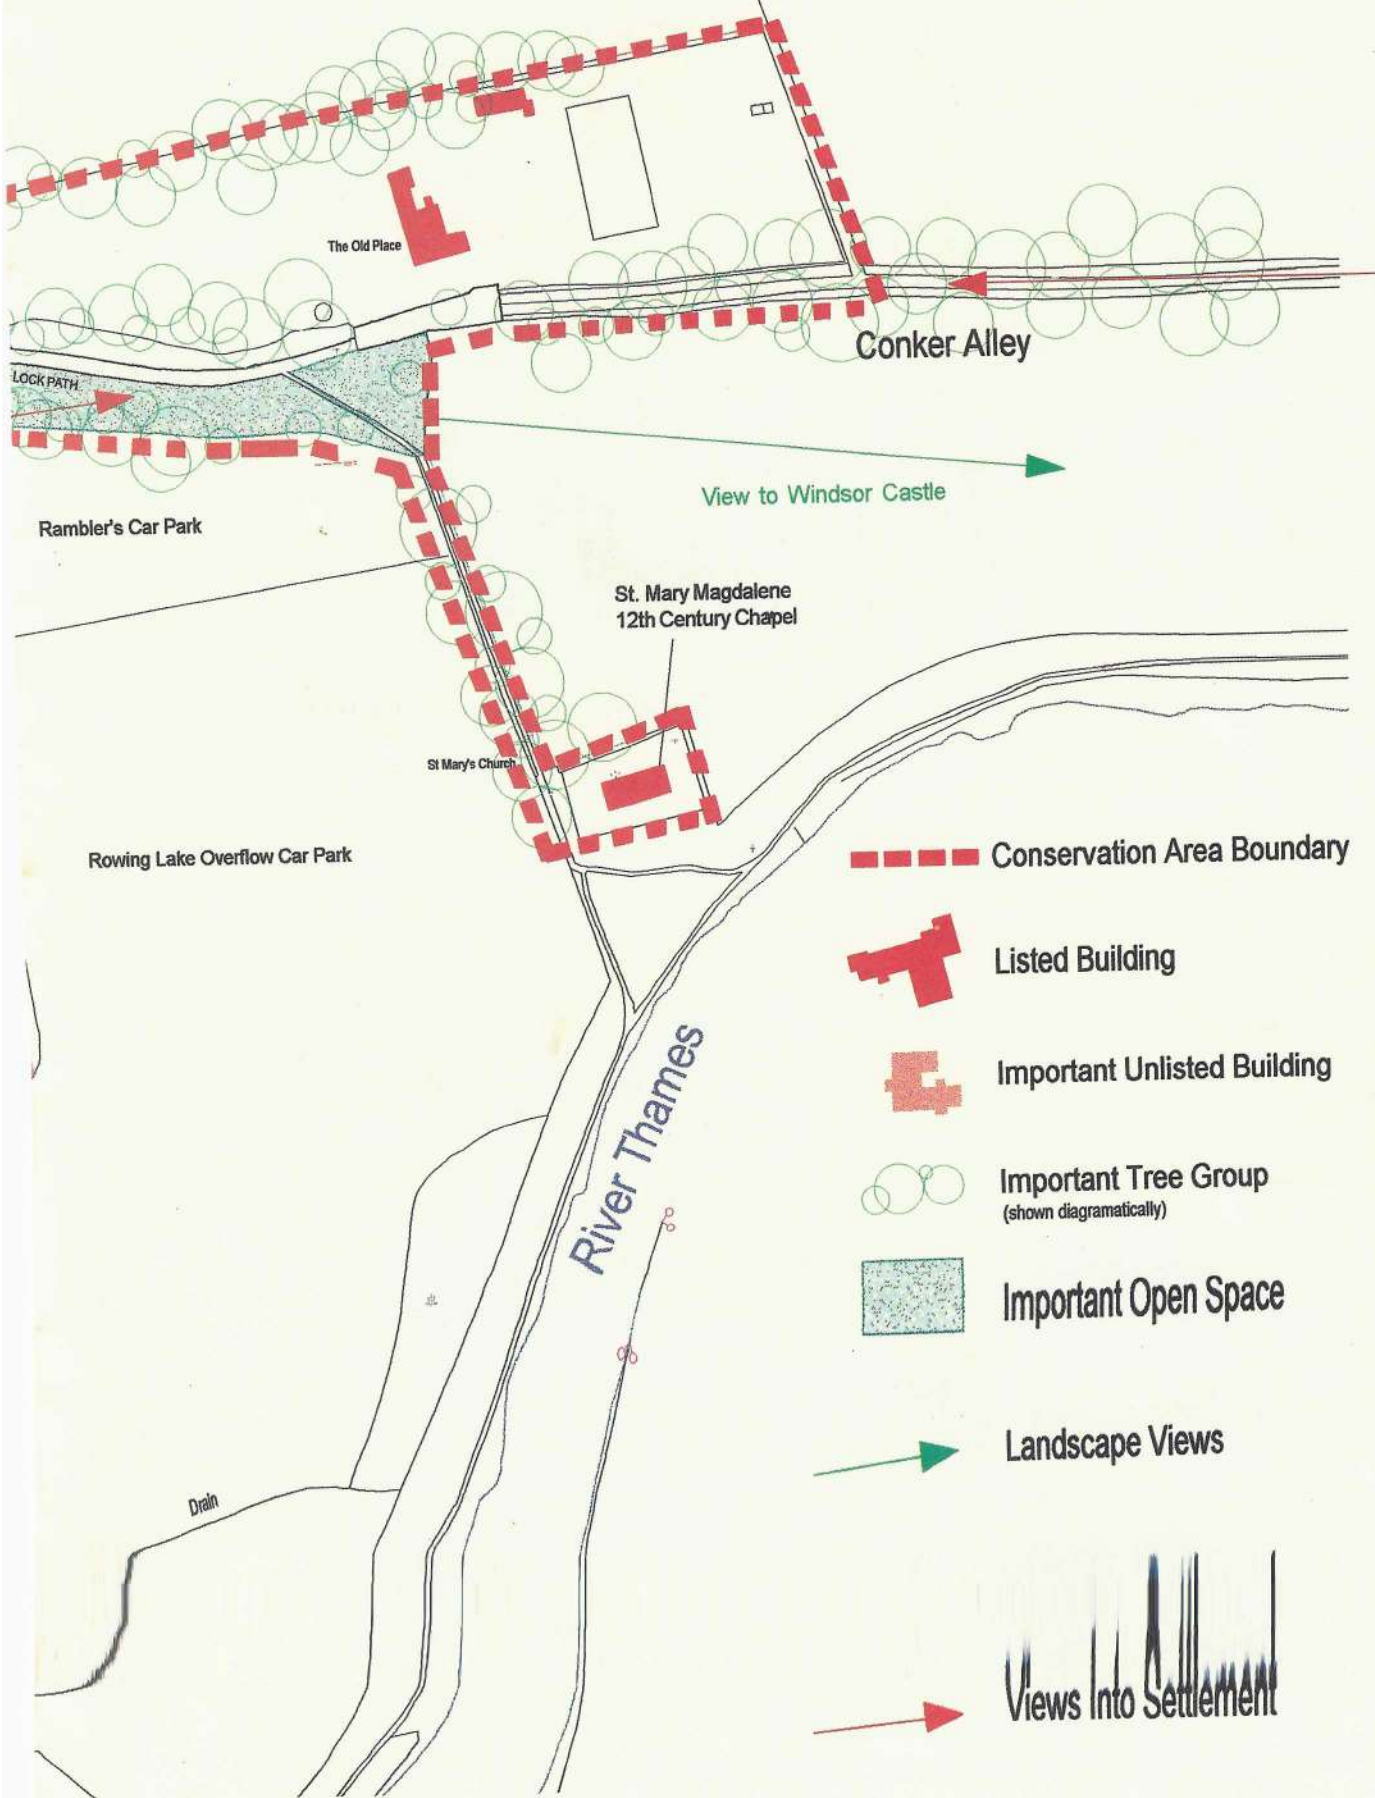 The Old Place
Conker Alley
LOCK PATH
View to Windsor Castle
Rambler's Car Park
St. Mary Magdalene
12th Century Chapel
St Mary's Church
Rowing Lake Overflow Car Park
Conservation Area Boundary
Listed Building
Important Unlisted Building
River Thames
Important Tree Group
(shown diagramatically)
Important Open Space
Landscape Views
Drain
Views Into Settlement